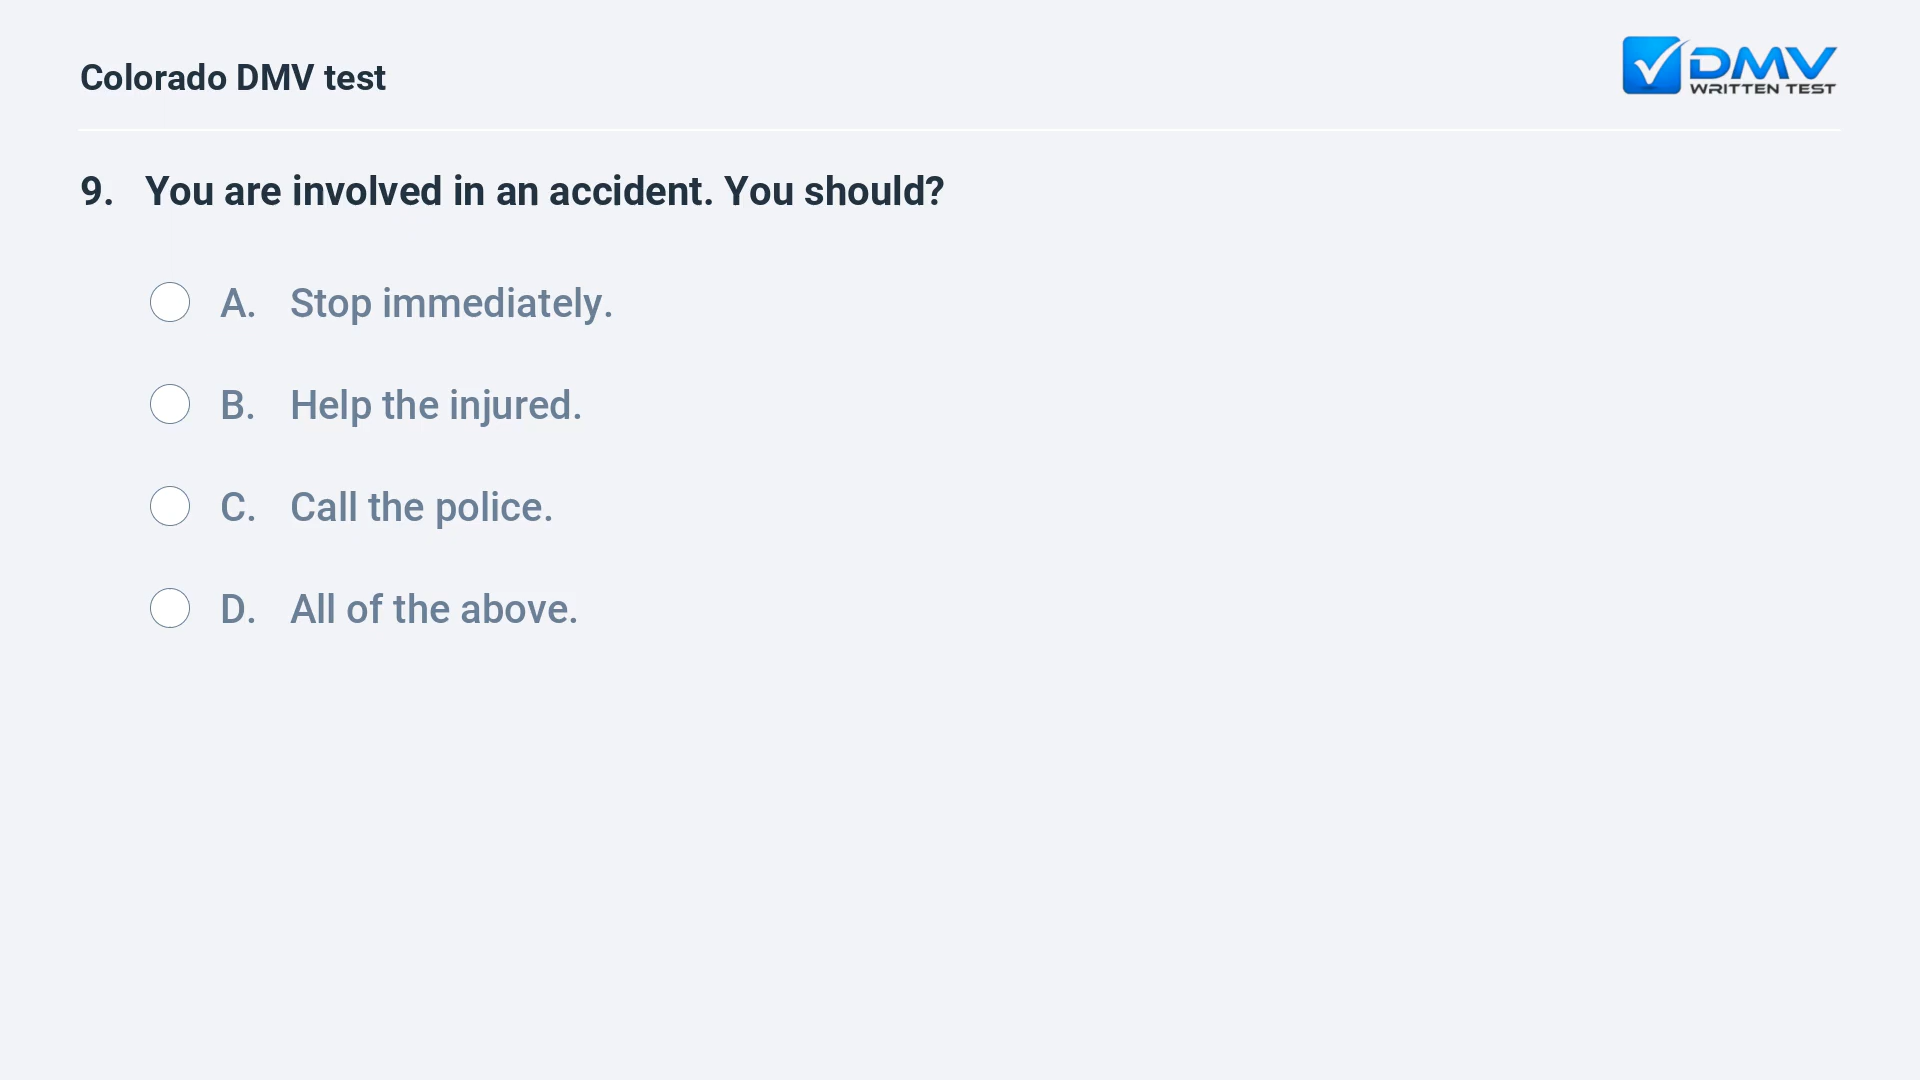 Colorado DMV test
DMV
WRITTEN TEST
9. You are involved in an accident. You should?
A. Stop immediately.
B. Help the injured.
C. Call the police.
D. All of the above.